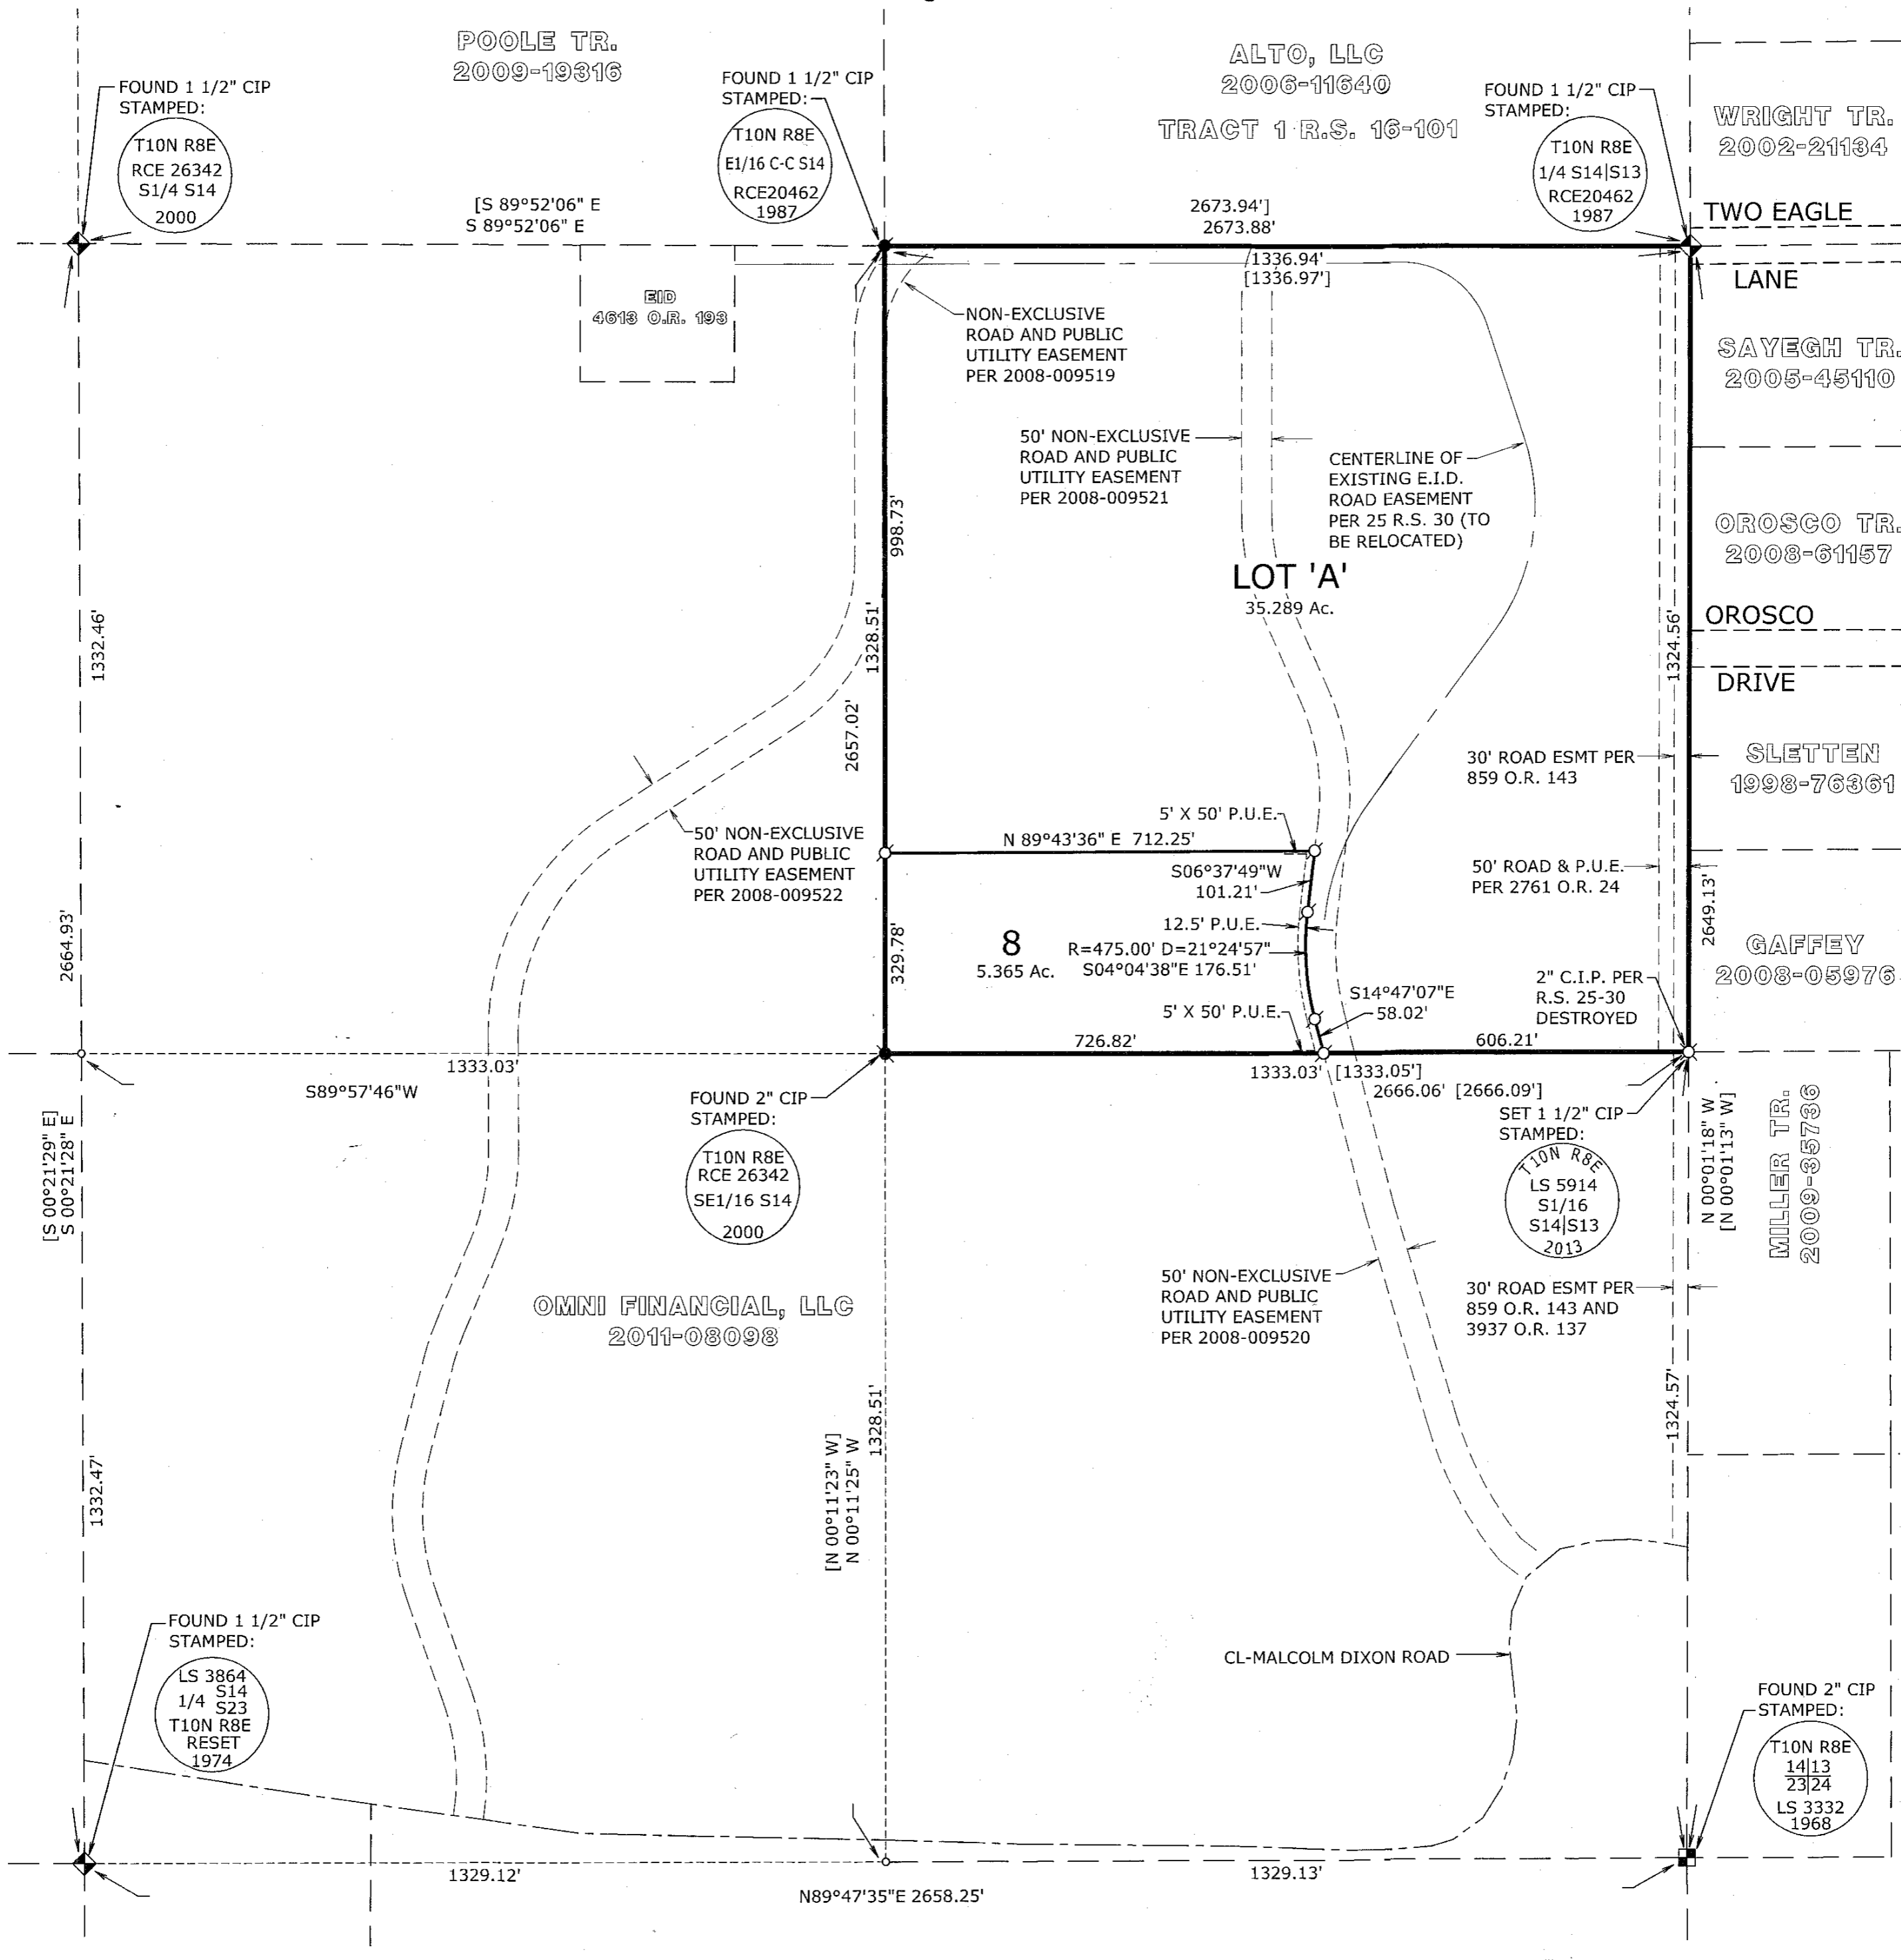 POOLE TR.
2009-19316
ALTO, LLC
2006-11640
TRACT 1 R.S. 16-101
FOUND 1 1/2" CIP
STAMPED:
T10N R8E
RCE 26342
S1/4 S14
2000
FOUND 1 1/2" CIP
STAMPED:
T10N R8E
E1/16 C-C S14
RCE20462
1987
FOUND 1 1/2" CIP
STAMPED:
T10N R8E
1/4 S14|S13
RCE20462
1987
WRIGHT TR.
2002-21134
[S 89°52'06" E
S 89°52'06" E
2673.94']
2673.88'
TWO EAGLE
LANE
1336.94'
[1336.97']
EID
4613 O.R. 193
NON-EXCLUSIVE
ROAD AND PUBLIC
UTILITY EASEMENT
PER 2008-009519
SAYEGH TR.
2005-45110
50' NON-EXCLUSIVE
ROAD AND PUBLIC
UTILITY EASEMENT
PER 2008-009521
CENTERLINE OF
EXISTING E.I.D.
ROAD EASEMENT
PER 25 R.S. 30 (TO
BE RELOCATED)
998.73'
OROSCO TR.
2008-61157
LOT 'A'
35.289 Ac.
OROSCO
DRIVE
1332.46'
1328.51'
2657.02'
1324.56'
30' ROAD ESMT PER
859 O.R. 143
SLETTEN
1998-76361
5' X 50' P.U.E.
N 89°43'36" E 712.25'
50' NON-EXCLUSIVE
ROAD AND PUBLIC
UTILITY EASEMENT
PER 2008-009522
S06°37'49"W
101.21'
50' ROAD & P.U.E.
PER 2761 O.R. 24
2664.93'
329.78'
8
5.365 Ac.
12.5' P.U.E.
R=475.00' D=21°24'57"
S04°04'38"E 176.51'
2649.13'
GAFFEY
2008-05976
2" C.I.P. PER
R.S. 25-30
DESTROYED
S14°47'07"E
58.02'
5' X 50' P.U.E.
726.82'
606.21'
1333.03'
S89°57'46"W
1333.03' [1333.05']
2666.06' [2666.09']
FOUND 2" CIP
STAMPED:
T10N R8E
RCE 26342
SE1/16 S14
2000
SET 1 1/2" CIP
STAMPED:
T10N R8E
LS 5914
S1/16
S14|S13
2013
[S 00°21'29" E]
S 00°21'28" E
N 00°01'18" W
[N 00°01'13" W]
MILLER TR.
2009-35736
OMNI FINANCIAL, LLC
2011-08098
50' NON-EXCLUSIVE
ROAD AND PUBLIC
UTILITY EASEMENT
PER 2008-009520
30' ROAD ESMT PER
859 O.R. 143 AND
3937 O.R. 137
1332.47'
1328.51'
[N 00°11'23" W]
N 00°11'25" W
1324.57'
FOUND 1 1/2" CIP
STAMPED:
LS 3864
1/4 S14
S23
T10N R8E
RESET
1974
CL-MALCOLM DIXON ROAD
FOUND 2" CIP
STAMPED:
T10N R8E
14|13
23|24
LS 3332
1968
1329.12'
1329.13'
N89°47'35"E 2658.25'